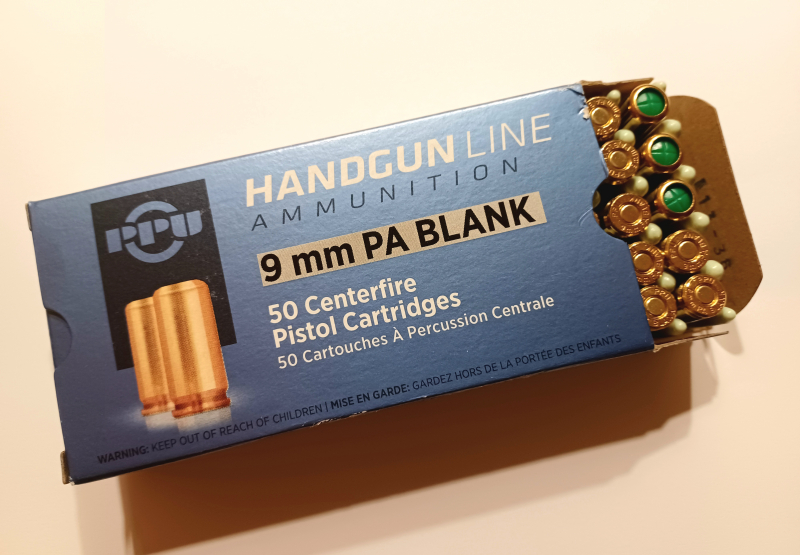 PPU
HANDGUN LINE
AMMUNITION
9 mm PA BLANK
50 Centerfire
Pistol Cartridges
50 Cartouches À Percussion Centrale
WARNING: KEEP OUT OF REACH OF CHILDREN | MISE EN GARDE: GARDEZ HORS DE LA PORTÉE DES ENFANTS